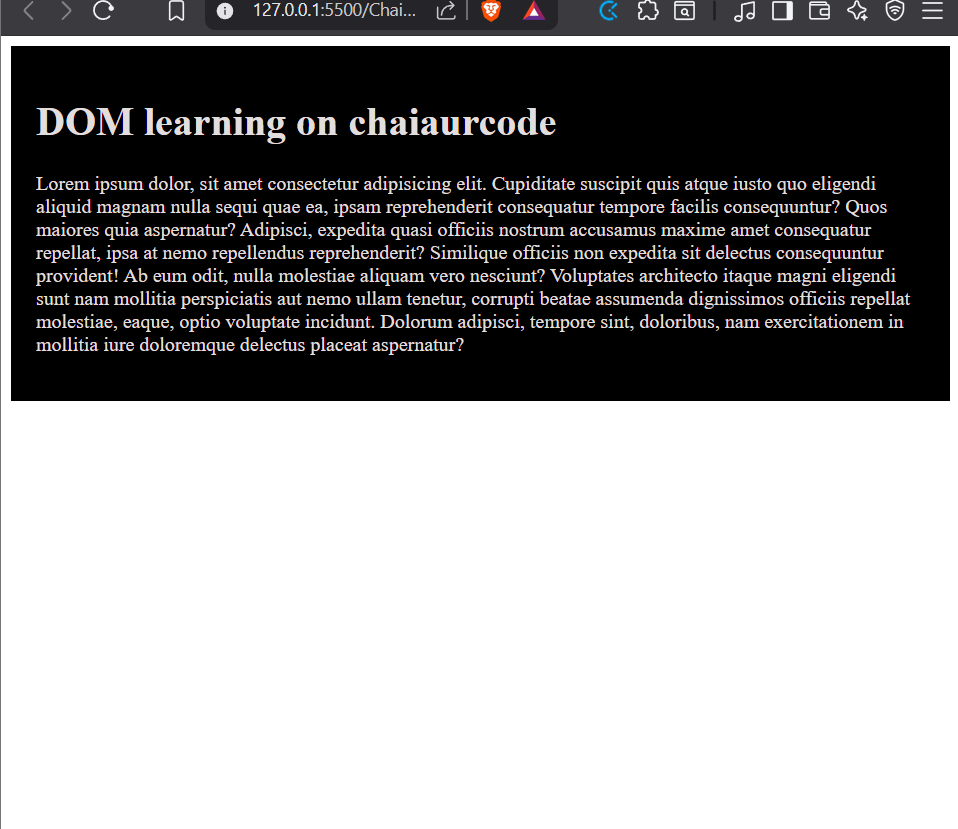 127.0.0.1:5500/Chai...
DOM learning on chaiaurcode
Lorem ipsum dolor, sit amet consectetur adipisicing elit. Cupiditate suscipit quis atque iusto quo eligendi
aliquid magnam nulla sequi quae ea, ipsam reprehenderit consequatur tempore facilis consequuntur? Quos
maiores quia aspernatur? Adipisci, expedita quasi officiis nostrum accusamus maxime amet consequatur
repellat, ipsa at nemo repellendus reprehenderit? Similique officiis non expedita sit delectus consequuntur
provident! Ab eum odit, nulla molestiae aliquam vero nesciunt? Voluptates architecto itaque magni eligendi
sunt nam mollitia perspiciatis aut nemo ullam tenetur, corrupti beatae assumenda dignissimos officiis repellat
molestiae, eaque, optio voluptate incidunt. Dolorum adipisci, tempore sint, doloribus, nam exercitationem in
mollitia iure doloremque delectus placeat aspernatur?